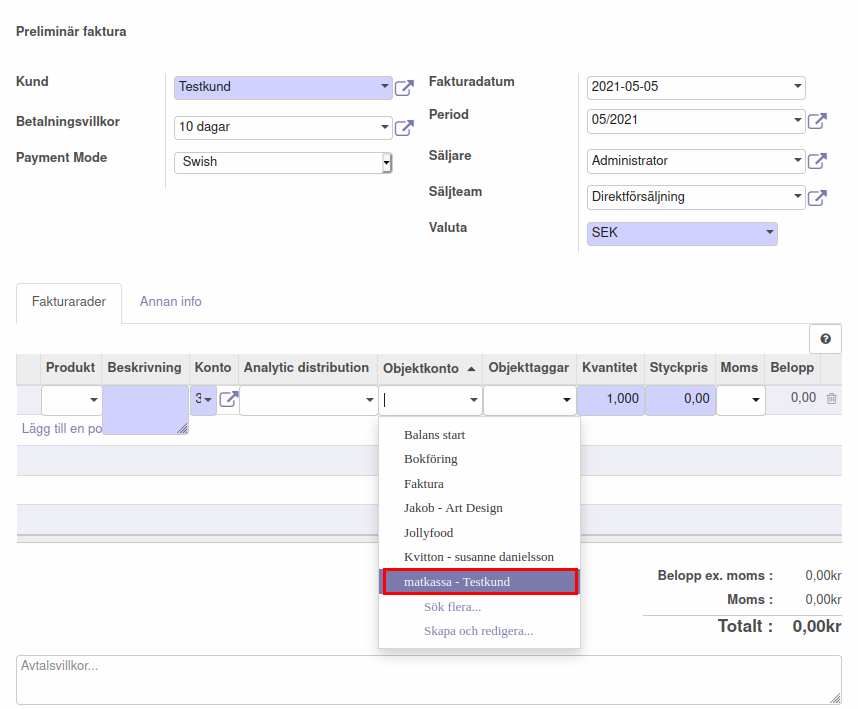 Preliminär faktura
Kund
Testkund
Fakturadatum
2021-05-05
Betalningsvillkor
10 dagar
Period
05/2021
Payment Mode
Swish
Säljare
Administrator
Säljteam
Direktförsäljning
Valuta
SEK
Fakturarader
Annan info
?
Produkt Beskrivning Konto Analytic distribution Objektkonto Objekttaggar Kvantitet Styckpris Moms Belopp
3 1,000 0,00 0,00
Lägg till en po
Balans start
Bokföring
Faktura
Jakob - Art Design
Jollyfood
Kvitton - susanne danielsson
matkassa - Testkund
Sök flera...
Skapa och redigera...
Belopp ex. moms : 0,00kr
Moms : 0,00kr
Totalt : 0,00kr
Avtalsvillkor...